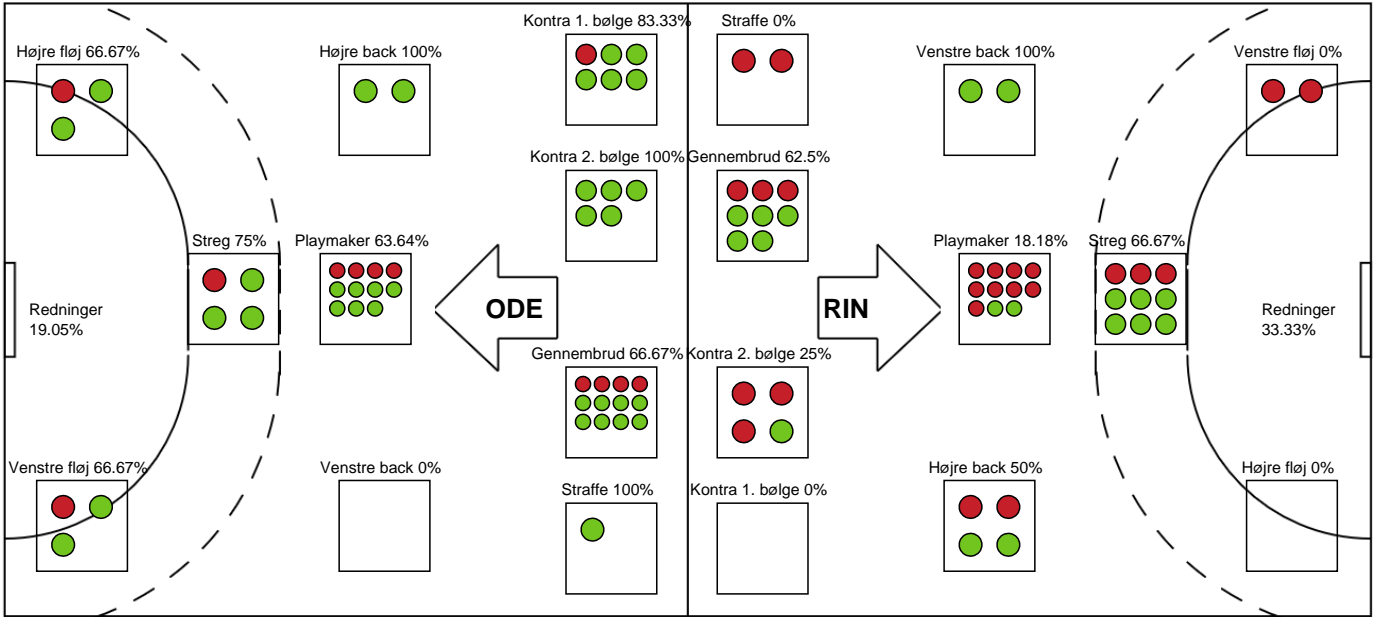 Kontra 1. bølge 83.33%
Straffe 0%
Højre fløj 66.67%
Højre back 100%
Venstre back 100%
Venstre fløj 0%
Kontra 2. bølge 100%
Gennembrud 62.5%
Streg 75%
Playmaker 63.64%
Playmaker 18.18%
Streg 66.67%
Redninger
19.05%
ODE
RIN
Redninger
33.33%
Gennembrud 66.67%
Kontra 2. bølge 25%
Venstre fløj 66.67%
Venstre back 0%
Straffe 100%
Kontra 1. bølge 0%
Højre back 50%
Højre fløj 0%